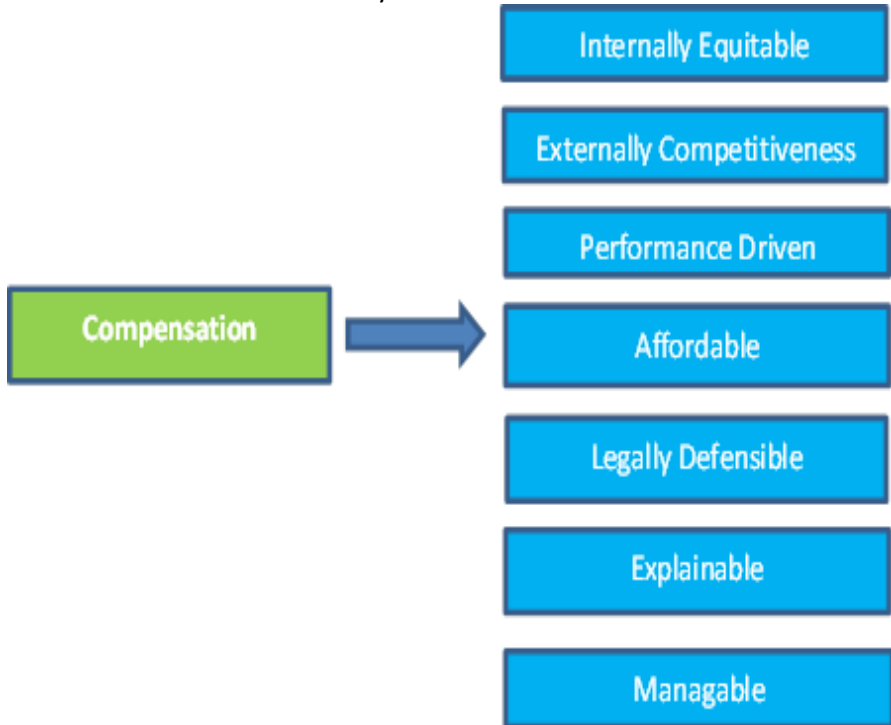 Internally Equitable
Externally Competitiveness
Performance Driven
Compensation
Affordable
Legally Defensible
Explainable
Managable